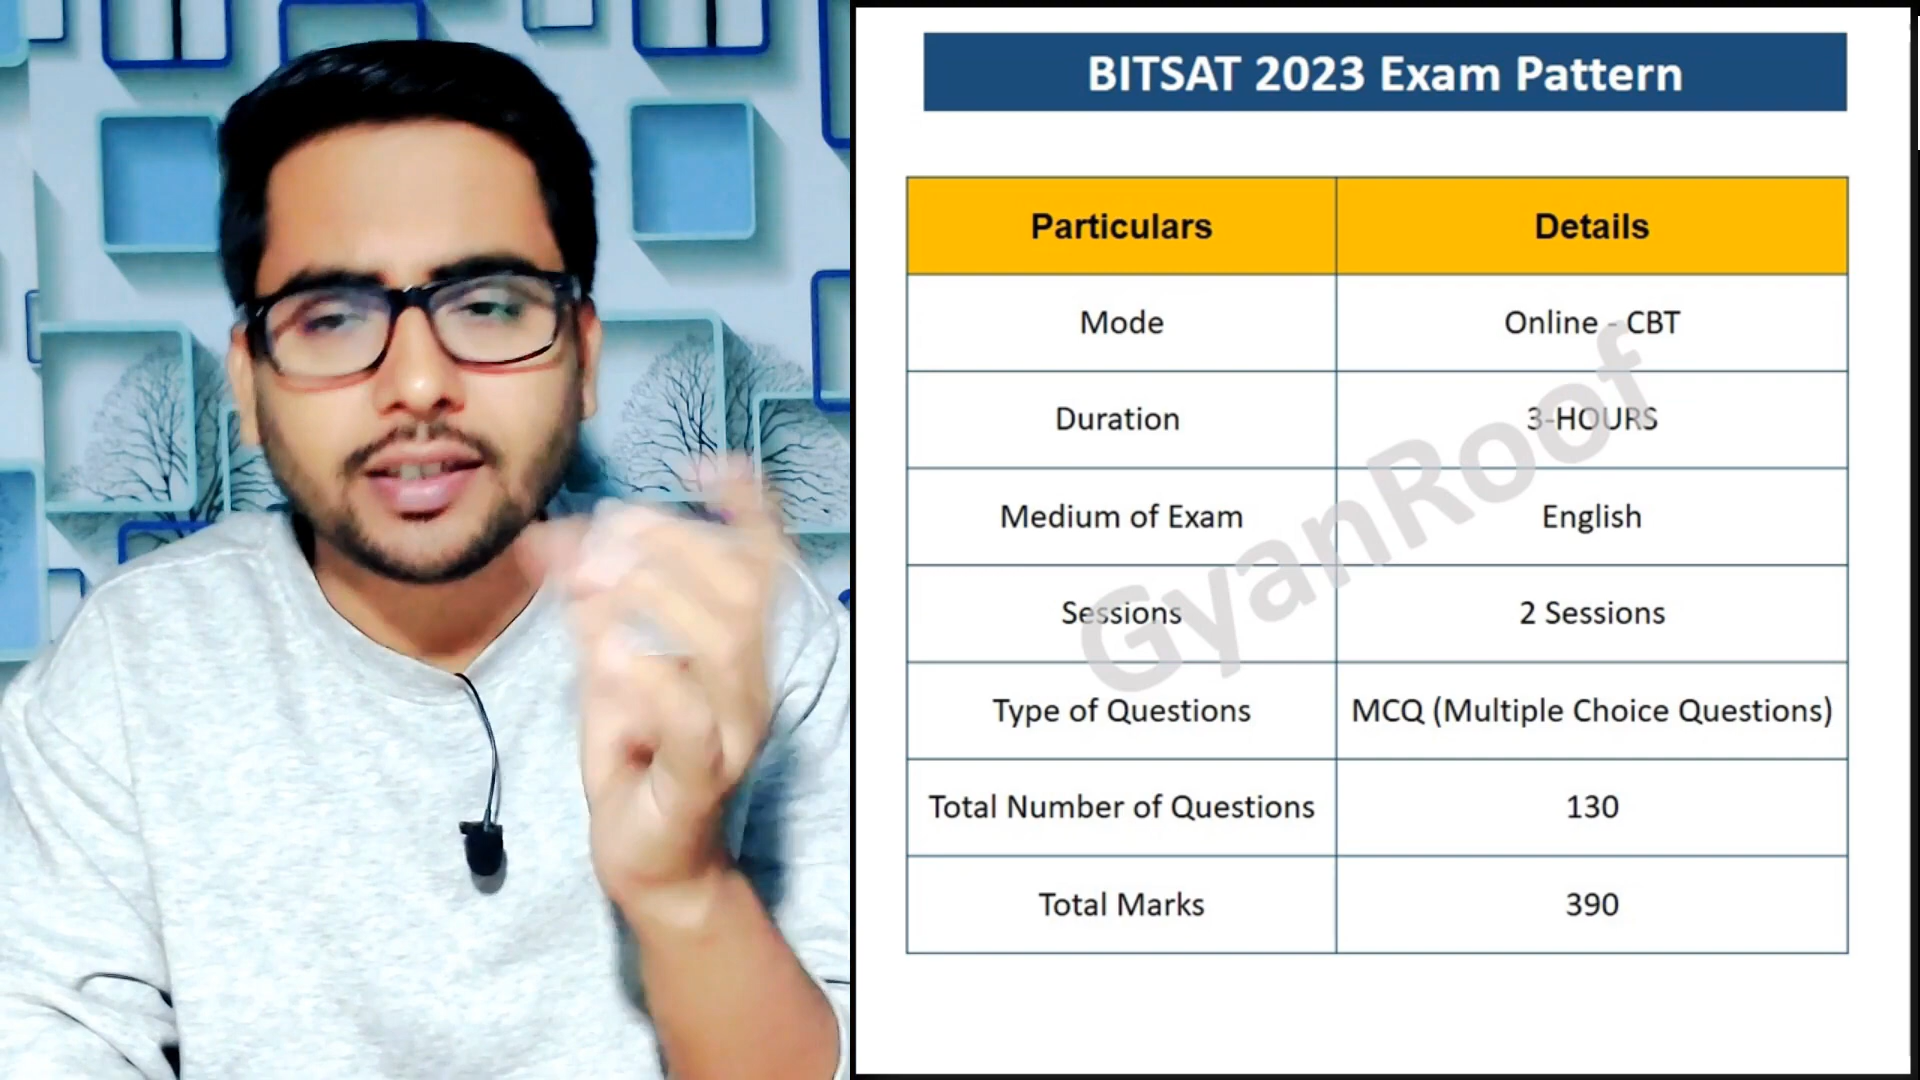 BITSAT 2023 Exam Pattern
Particulars Details
Mode Online - CBT
Duration 3-HOURS
Medium of Exam English
Sessions 2 Sessions
Type of Questions MCQ (Multiple Choice Questions)
Total Number of Questions 130
Total Marks 390
GyanRoof